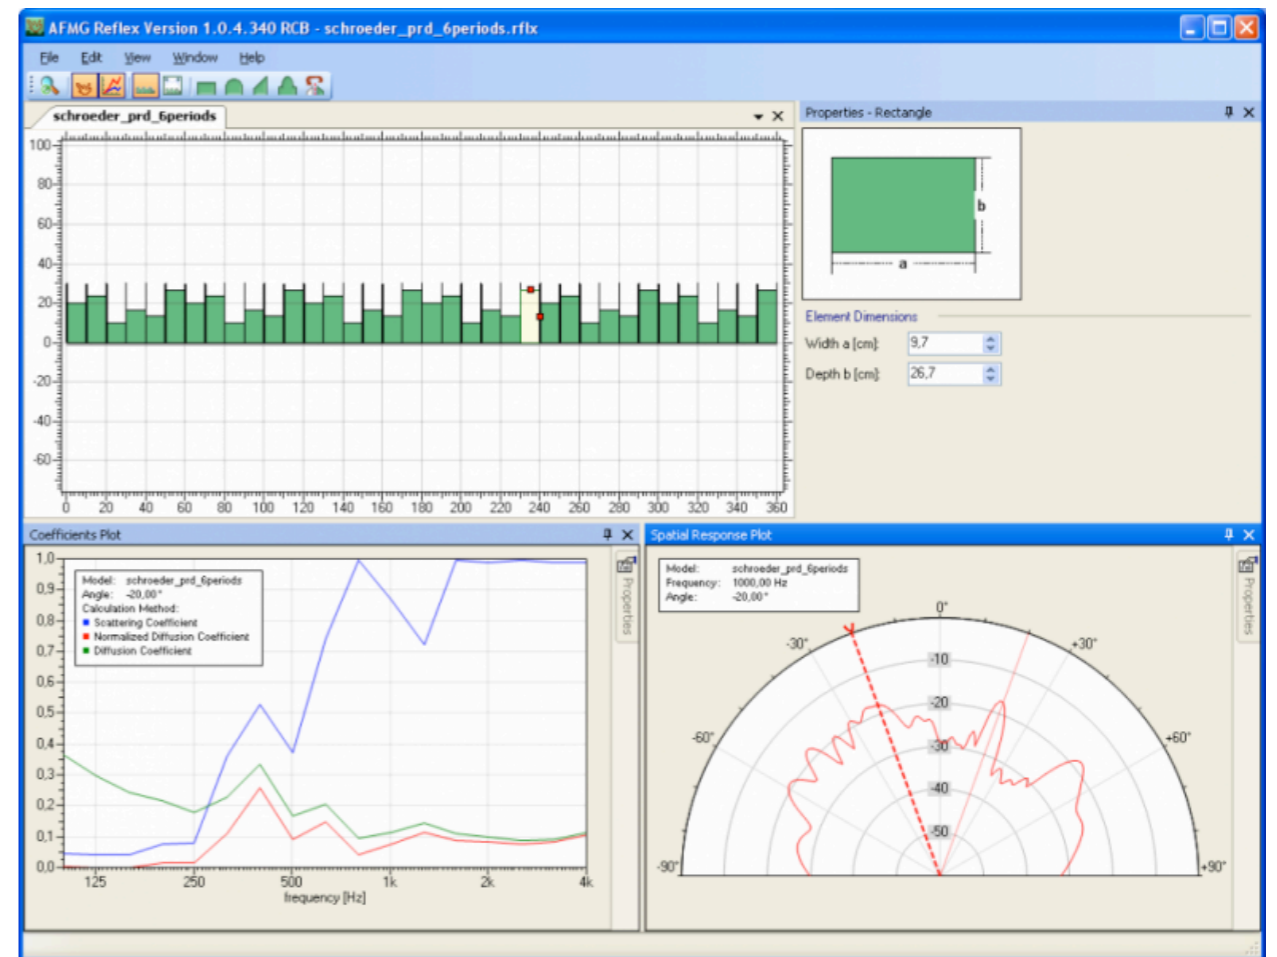 AFMG Reflex Version 1.0.4.340 RCB - schroeder_prd_6periods.rflx
File Edit View Window Help
schroeder_prd_6periods
100
80
60
40
20
0
-20
-40
-60
0 20 40 60 80 100 120 140 160 180 200 220 240 260 280 300 320 340 360
Properties - Rectangle
b
a
Element Dimensions
Width a [cm]: 9,7
Depth b [cm]: 26,7
Coefficients Plot
1,0
0,9
0,8
0,7
0,6
0,5
0,4
0,3
0,2
0,1
0,0
Model: schroeder_prd_6periods
Angle: -20,00°
Calculation Method:
Scattering Coefficient
Normalized Diffusion Coefficient
Diffusion Coefficient
125 250 500 1k 2k 4k
frequency [Hz]
Properties
Spatial Response Plot
Model: schroeder_prd_6periods
Frequency: 1000,00 Hz
Angle: -20,00°
0°
-30° +30°
-60° +60°
-90° +90°
-10
-20
-30
-40
-50
Properties